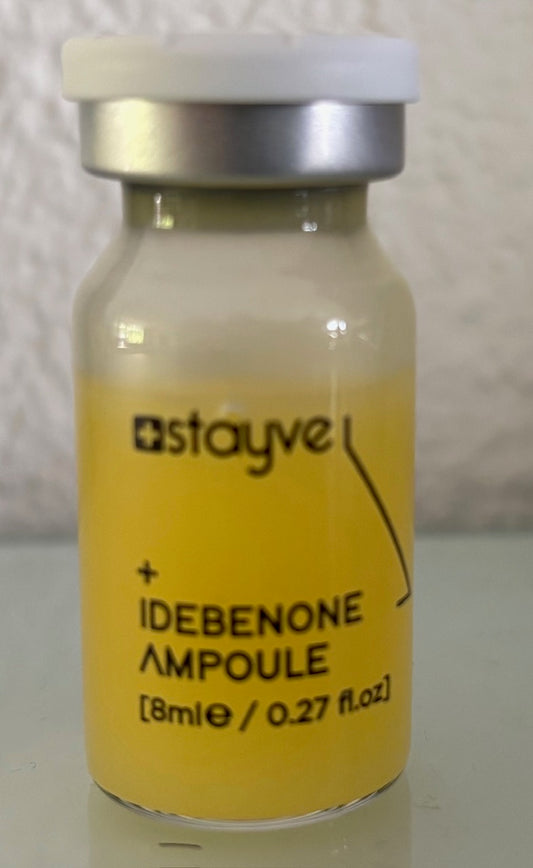 stayve
+
IDEBENONE
AMPOULE
[8ml℮ / 0.27 fl.oz]